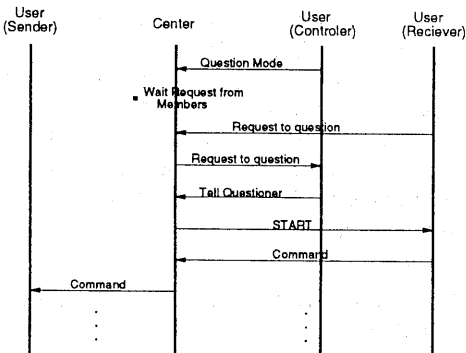 User
(Sender)
Center
User
(Controler)
User
(Reciever)
Question Mode
Wait Request from
Members
Request to question
Request to question
Tell Questioner
START
Command
Command